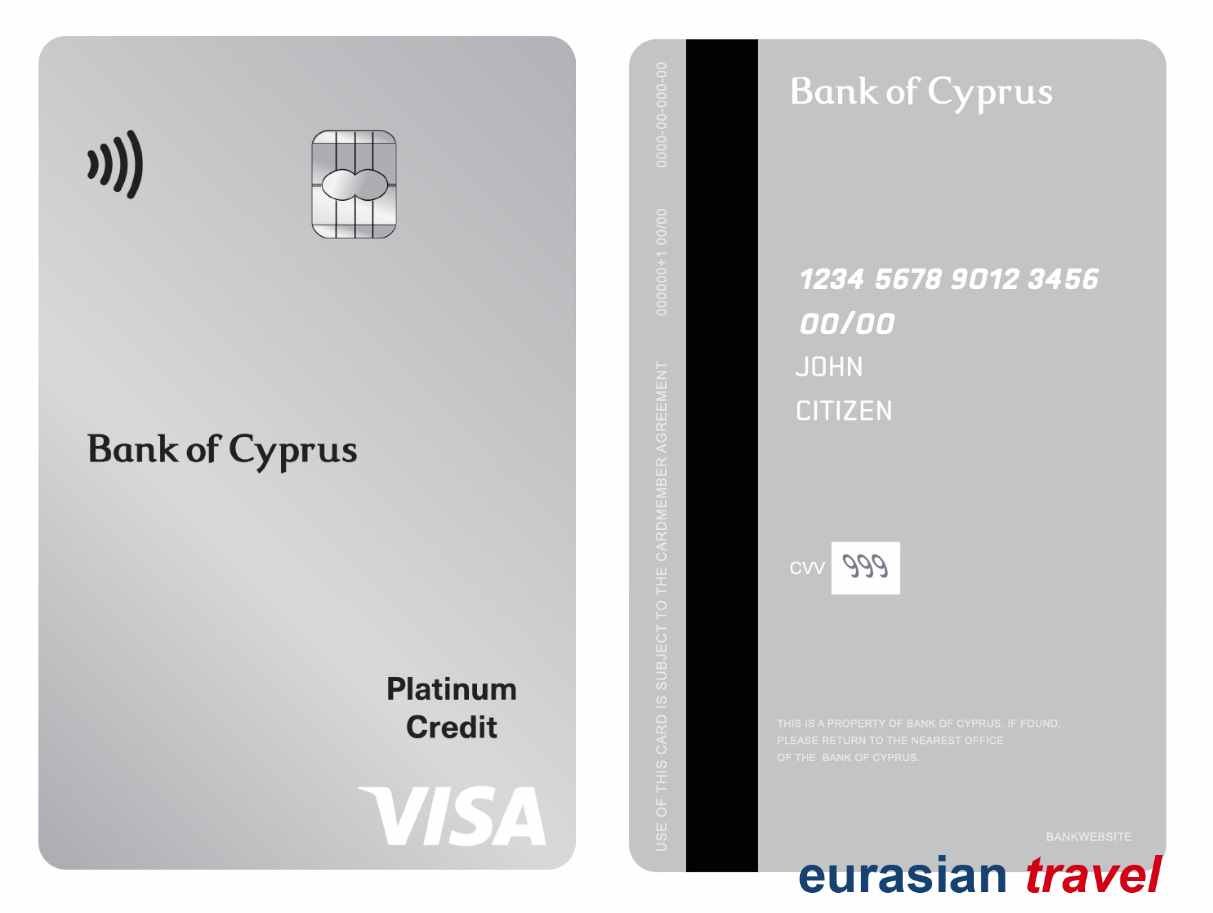 Bank of Cyprus
Platinum
Credit
VISA
Bank of Cyprus
0000-00-000-00
000000+1 00/00
USE OF THIS CARD IS SUBJECT TO THE CARDMEMBER AGREEMENT
1234 5678 9012 3456
00/00
JOHN
CITIZEN
CVV 999
THIS IS A PROPERTY OF BANK OF CYPRUS. IF FOUND.
PLEASE RETURN TO THE NEAREST OFFICE
OF THE BANK OF CYPRUS.
BANKWEBSITE
eurasian travel